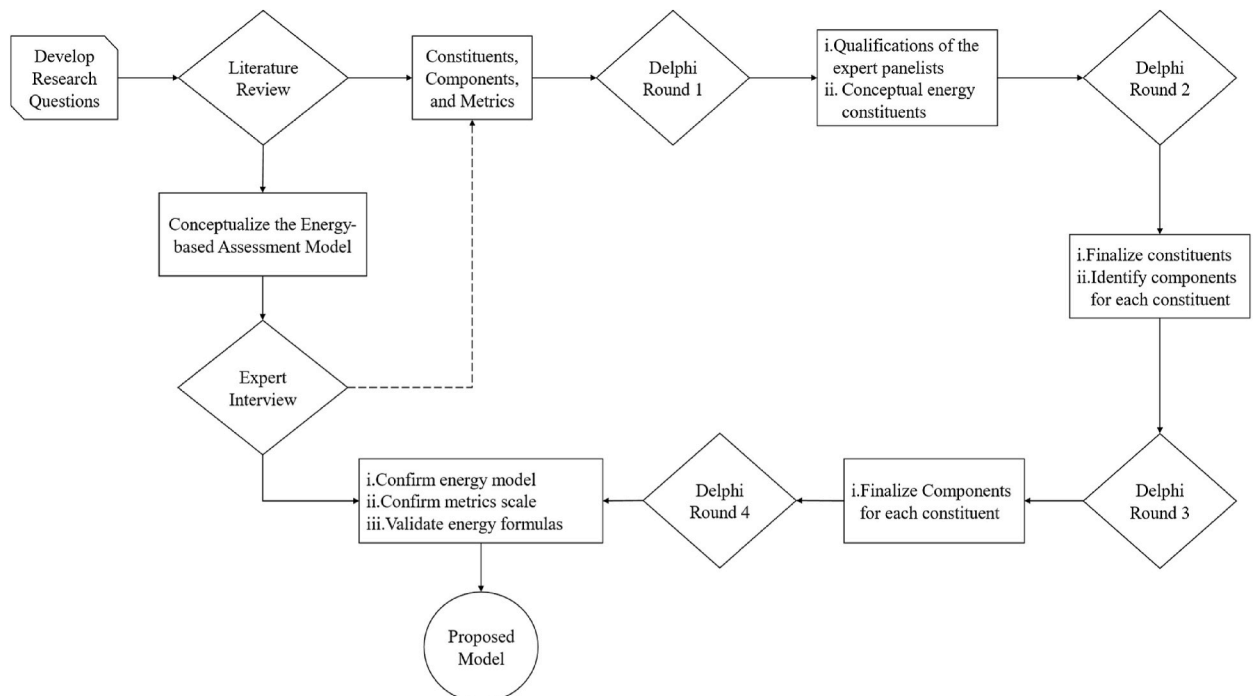 Develop
Research
Questions
Literature
Review
Constituents,
Components,
and Metrics
Delphi
Round 1
i.Qualifications of the
expert panelists
ii. Conceptual energy
constituents
Delphi
Round 2
Conceptualize the Energy-
based Assessment Model
i.Finalize constituents
ii.Identify components
for each constituent
Expert
Interview
i.Confirm energy model
ii.Confirm metrics scale
iii.Validate energy formulas
Delphi
Round 4
i.Finalize Components
for each constituent
Delphi
Round 3
Proposed
Model